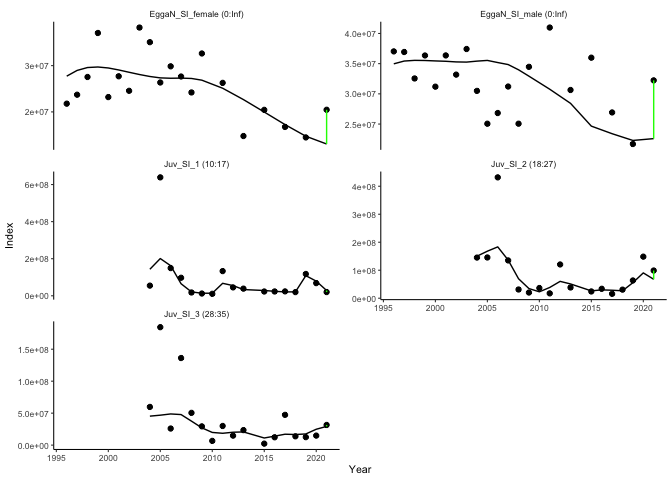 EggaN_SI_female (0:Inf)
EggaN_SI_male (0:Inf)
3e+07
2e+07
4.0e+07
3.5e+07
3.0e+07
2.5e+07
Juv_SI_1 (10:17)
Juv_SI_2 (18:27)
6e+08
4e+08
2e+08
0e+00
4e+08
3e+08
2e+08
1e+08
0e+00
1995 2000 2005 2010 2015 2020
Juv_SI_3 (28:35)
1.5e+08
1.0e+08
5.0e+07
0.0e+00
1995 2000 2005 2010 2015 2020
Index
Year